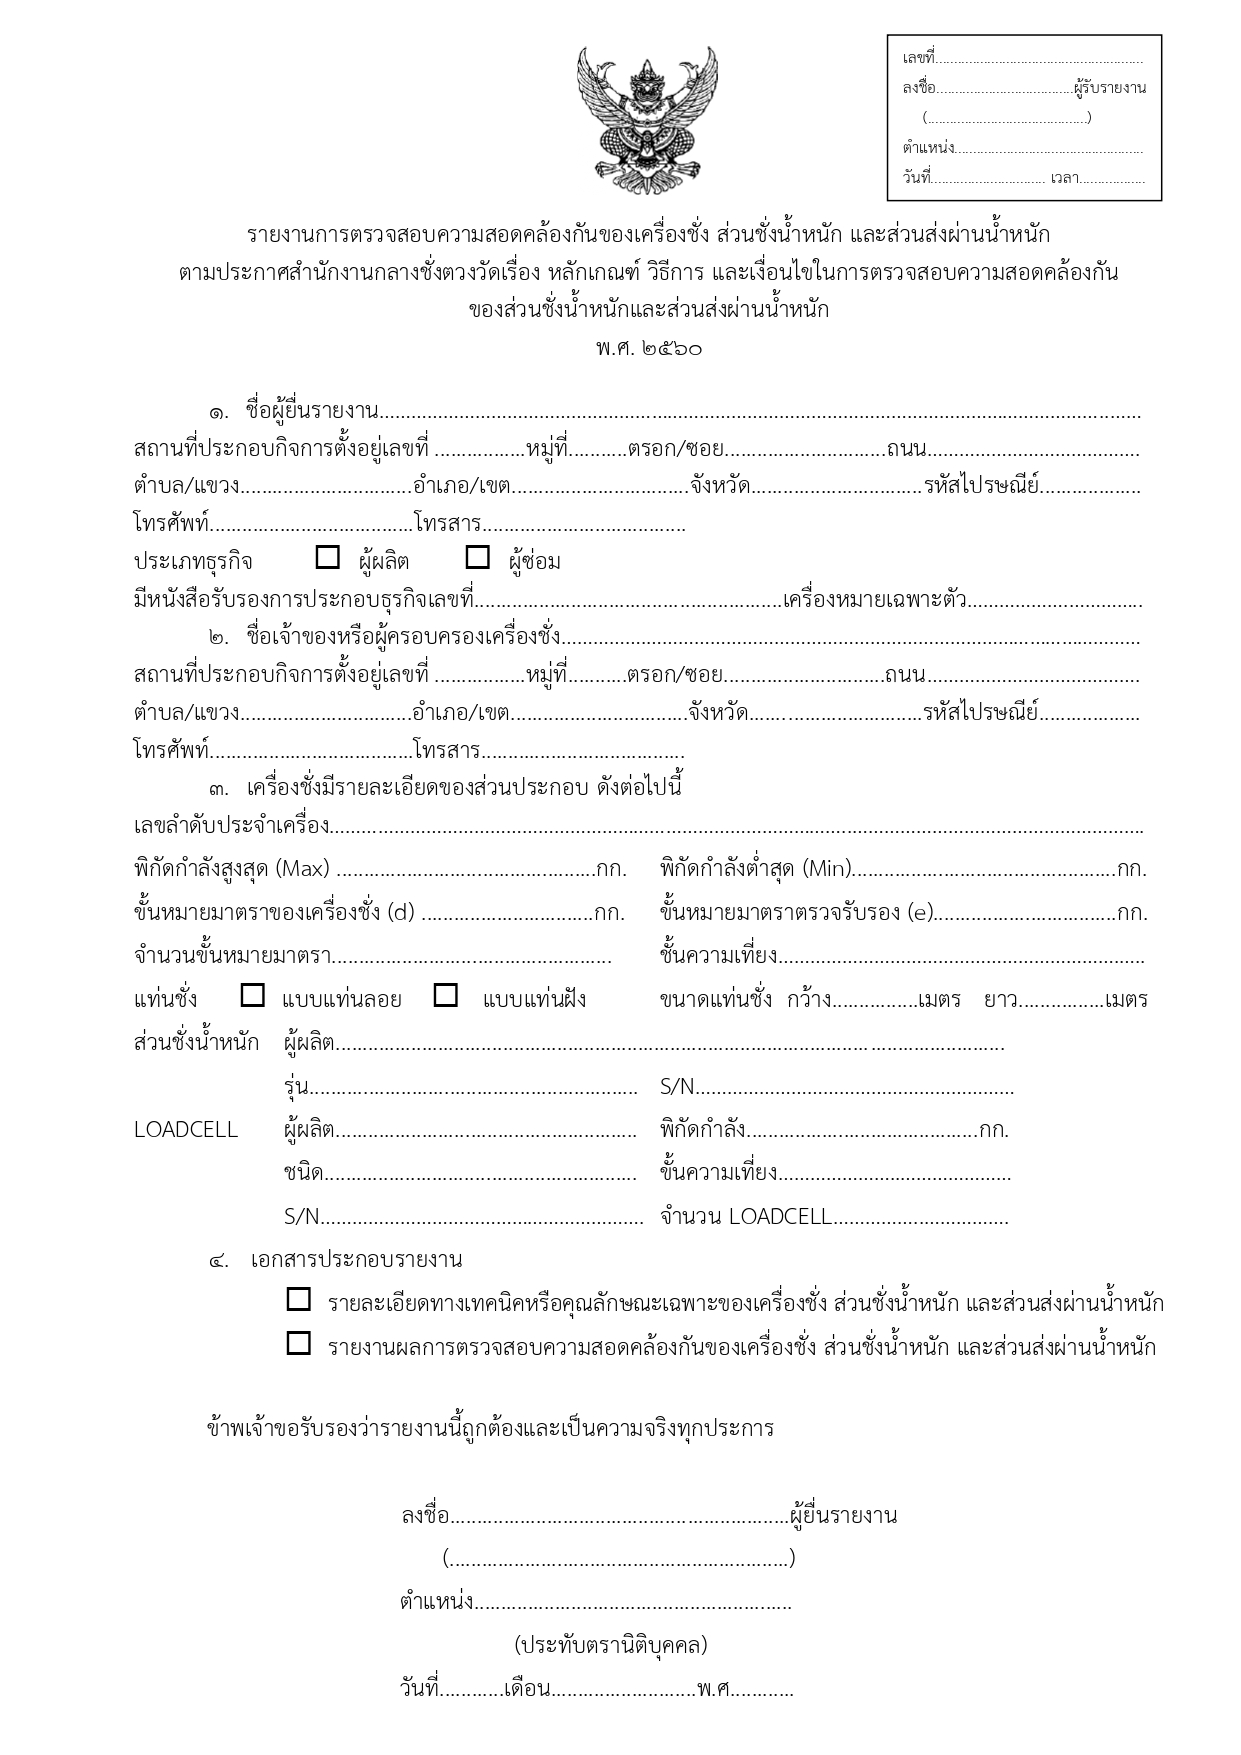 เลขที่........................................................
ลงชื่อ.....................................ผู้รับรายงาน
(...........................................)
ตำแหน่ง...................................................
วันที่............................... เวลา..................
รายงานการตรวจสอบความสอดคล้องกันของเครื่องชั่ง ส่วนชั่งน้ำหนัก และส่วนส่งผ่านน้ำหนัก
ตามประกาศสำนักงานกลางชั่งตวงวัดเรื่อง หลักเกณฑ์ วิธีการ และเงื่อนไขในการตรวจสอบความสอดคล้องกัน
ของส่วนชั่งน้ำหนักและส่วนส่งผ่านน้ำหนัก
พ.ศ. ๒๕๖๐
๑. ชื่อผู้ยื่นรายงาน..............................................................................................................................................
สถานที่ประกอบกิจการตั้งอยู่เลขที่ .................หมู่ที่...........ตรอก/ซอย..............................ถนน........................................
ตำบล/แขวง................................อำเภอ/เขต.................................จังหวัด................................รหัสไปรษณีย์...................
โทรศัพท์......................................โทรสาร......................................
ประเภทธุรกิจ ☐ ผู้ผลิต ☐ ผู้ซ่อม
มีหนังสือรับรองการประกอบธุรกิจเลขที่.........................................................เครื่องหมายเฉพาะตัว.................................
๒. ชื่อเจ้าของหรือผู้ครอบครองเครื่องชั่ง............................................................................................................
สถานที่ประกอบกิจการตั้งอยู่เลขที่ .................หมู่ที่...........ตรอก/ซอย..............................ถนน........................................
ตำบล/แขวง................................อำเภอ/เขต.................................จังหวัด................................รหัสไปรษณีย์...................
โทรศัพท์......................................โทรสาร......................................
๓. เครื่องชั่งมีรายละเอียดของส่วนประกอบ ดังต่อไปนี้
เลขลำดับประจำเครื่อง.......................................................................................................................................................
พิกัดกำลังสูงสุด (Max) ................................................กก. พิกัดกำลังต่ำสุด (Min).................................................กก.
ขั้นหมายมาตราของเครื่องชั่ง (d) ................................กก. ขั้นหมายมาตราตรวจรับรอง (e)..................................กก.
จำนวนขั้นหมายมาตรา.................................................... ชั้นความเที่ยง....................................................................
แท่นชั่ง ☐ แบบแท่นลอย ☐ แบบแท่นฝัง ขนาดแท่นชั่ง กว้าง................เมตร ยาว................เมตร
ส่วนชั่งน้ำหนัก ผู้ผลิต............................................................................................................................
รุ่น............................................................. S/N...........................................................
LOADCELL ผู้ผลิต........................................................ พิกัดกำลัง...........................................กก.
ชนิด.......................................................... ขั้นความเที่ยง............................................
S/N............................................................ จำนวน LOADCELL.................................
๔. เอกสารประกอบรายงาน
☐ รายละเอียดทางเทคนิคหรือคุณลักษณะเฉพาะของเครื่องชั่ง ส่วนชั่งน้ำหนัก และส่วนส่งผ่านน้ำหนัก
☐ รายงานผลการตรวจสอบความสอดคล้องกันของเครื่องชั่ง ส่วนชั่งน้ำหนัก และส่วนส่งผ่านน้ำหนัก
ข้าพเจ้าขอรับรองว่ารายงานนี้ถูกต้องและเป็นความจริงทุกประการ
ลงชื่อ...............................................................ผู้ยื่นรายงาน
(...............................................................)
ตำแหน่ง...........................................................
(ประทับตรานิติบุคคล)
วันที่............เดือน...........................พ.ศ............